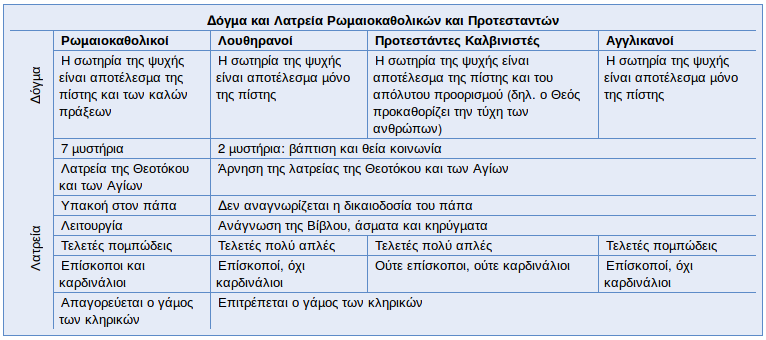 Δόγμα και Λατρεία Ρωμαιοκαθολικών και Προτεσταντών
Ρωμαιοκαθολικοί Λουθηρανοί Προτεστάντες Καλβινιστές Αγγλικανοί
Δόγμα
Η σωτηρία της ψυχής
είναι αποτέλεσμα της
πίστης και των καλών
πράξεων
Η σωτηρία της ψυχής
είναι αποτέλεσμα μόνο
της πίστης
Η σωτηρία της ψυχής είναι
αποτέλεσμα της πίστης και του
απόλυτου προορισμού (δηλ. ο Θεός
προκαθορίζει την τύχη των
ανθρώπων)
Η σωτηρία της ψυχής
είναι αποτέλεσμα μόνο
της πίστης
Λατρεία
7 μυστήρια 2 μυστήρια: βάπτιση και θεία κοινωνία
Λατρεία της Θεοτόκου
και των Αγίων
Άρνηση της λατρείας της Θεοτόκου και των Αγίων
Υπακοή στον πάπα Δεν αναγνωρίζεται η δικαιοδοσία του πάπα
Λειτουργία Ανάγνωση της Βίβλου, άσματα και κηρύγματα
Τελετές πομπώδεις Τελετές πολύ απλές Τελετές πολύ απλές Τελετές πομπώδεις
Επίσκοποι και
καρδινάλιοι
Επίσκοποί, όχι
καρδινάλιοι
Ούτε επίσκοποι, ούτε καρδινάλιοι
Επίσκοποι, όχι
καρδινάλιοι
Απαγορεύεται ο γάμος
των κληρικών
Επιτρέπεται ο γάμος των κληρικών